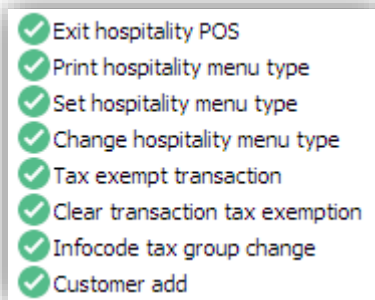 Exit hospitality POS
Print hospitality menu type
Set hospitality menu type
Change hospitality menu type
Tax exempt transaction
Clear transaction tax exemption
Infocode tax group change
Customer add